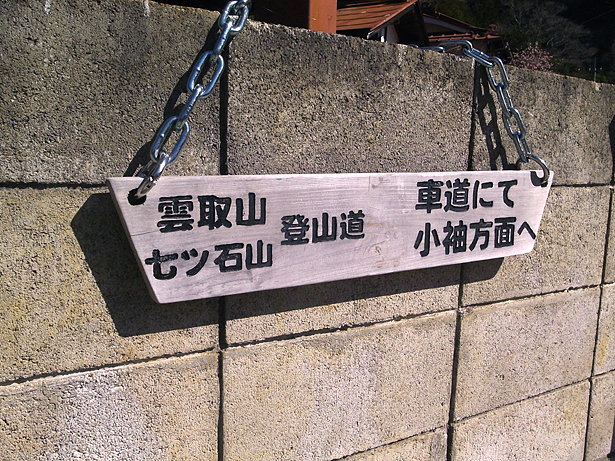 雲取山
七ツ石山
登山道
車道にて
小袖方面へ